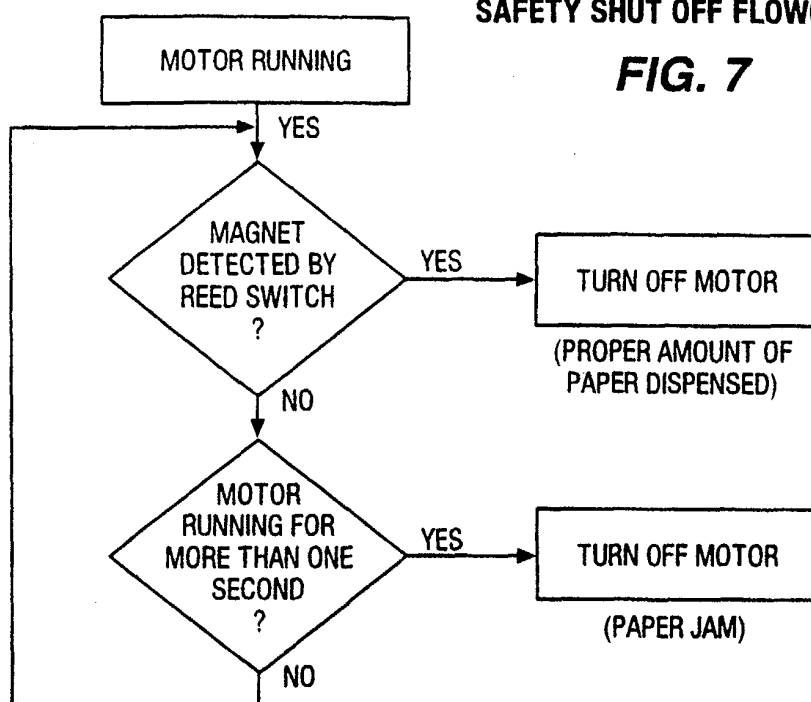 SAFETY SHUT OFF
FIG. 7
MOTOR RUNNING
YES
MAGNET
DETECTED BY
REED SWITCH
?
YES
TURN OFF MOTOR
(PROPER AMOUNT OF
PAPER DISPENSED)
NO
MOTOR
RUNNING FOR
MORE THAN ONE
SECOND
?
YES
TURN OFF MOTOR
(PAPER JAM)
NO